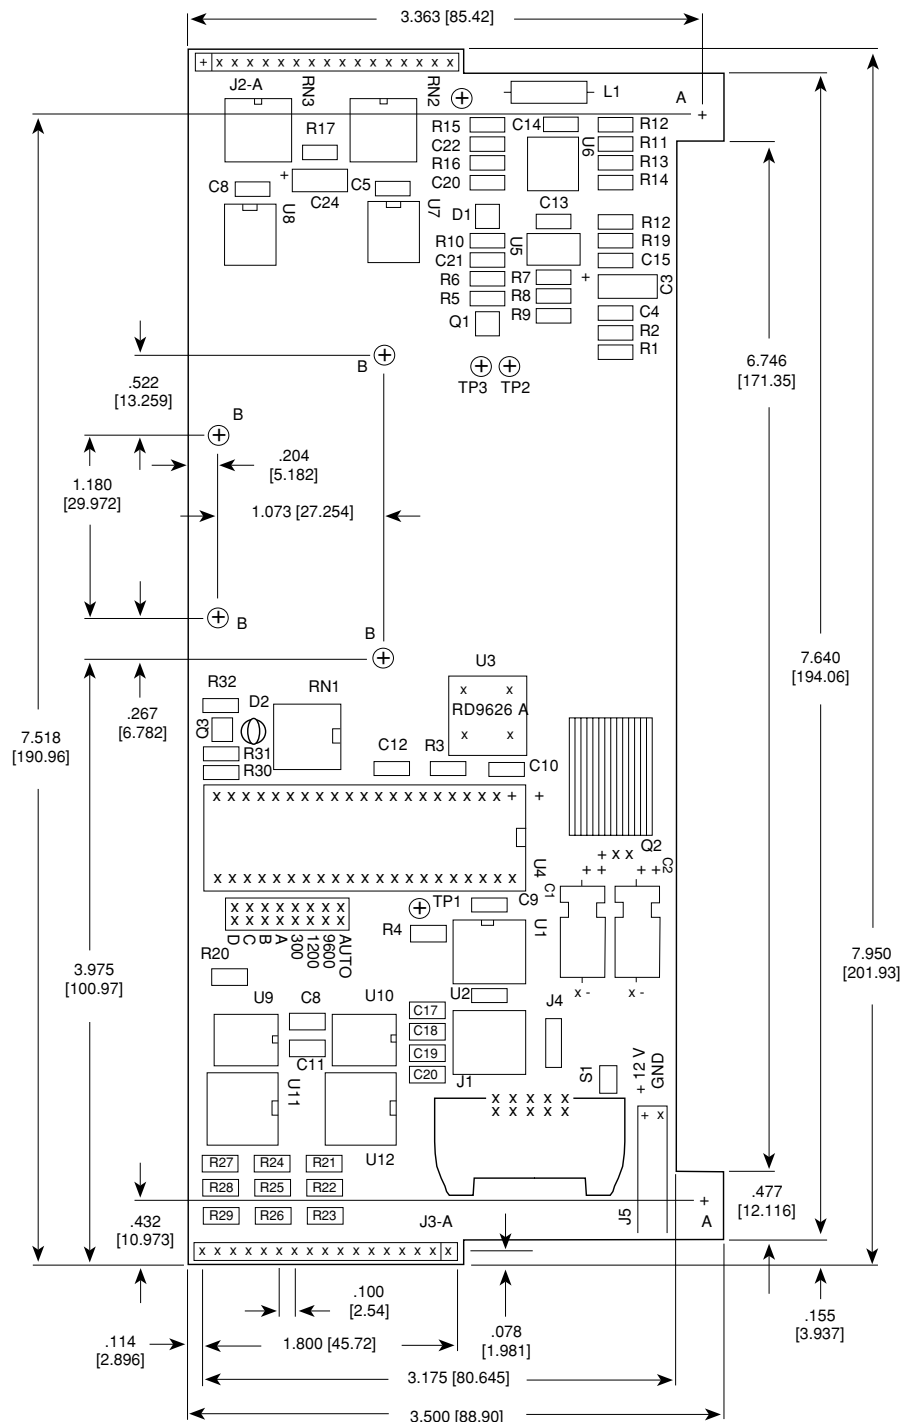 3.363 [85.42]
J2-A
RN3
RN2
L1
A
R17
R15
C14
R12
C22
U6
R11
R16
R13
C20
R14
+
C8
C5
C24
U8
U7
D1
C13
R12
R10
U5
R19
C21
C15
R6
R7
+
C3
R5
R8
C4
Q1
R9
R2
R1
B
TP3 TP2
.522
[13.259]
6.746
[171.35]
B
.204
[5.182]
1.180
[29.972]
1.073 [27.254]
B
B
7.640
[194.06]
U3
R32
D2
RN1
x x
RD9626 A
x x
.267
[6.782]
Q3
7.518
[190.96]
R31
R30
C12
R3
C10
x x x x x x x x x x x x x x x x x x + +
Q2
+ x x
U4
C1
+ +
+ +
C2
x x x x x x x x x x x x x x x x x x x
TP1
C9
x x x x x x x x
x x x x x x x x
R4
U1
D
C
B
A
300
1200
9600
AUTO
R20
3.975
[100.97]
7.950
[201.93]
x -
x -
U2
U9
C8
U10
J4
C17
C18
C11
C19
C20
J1
S1
+ 12 V
GND
U11
x x x x x
x x x x x
+ x
U12
R27
R24
R21
R28
R25
R22
.477
[12.116]
+
A
R29
R26
R23
J3-A
J5
.432
[10.973]
.100
[2.54]
.155
[3.937]
.114
[2.896]
1.800 [45.72]
.078
[1.981]
3.175 [80.645]
3.500 [88.90]